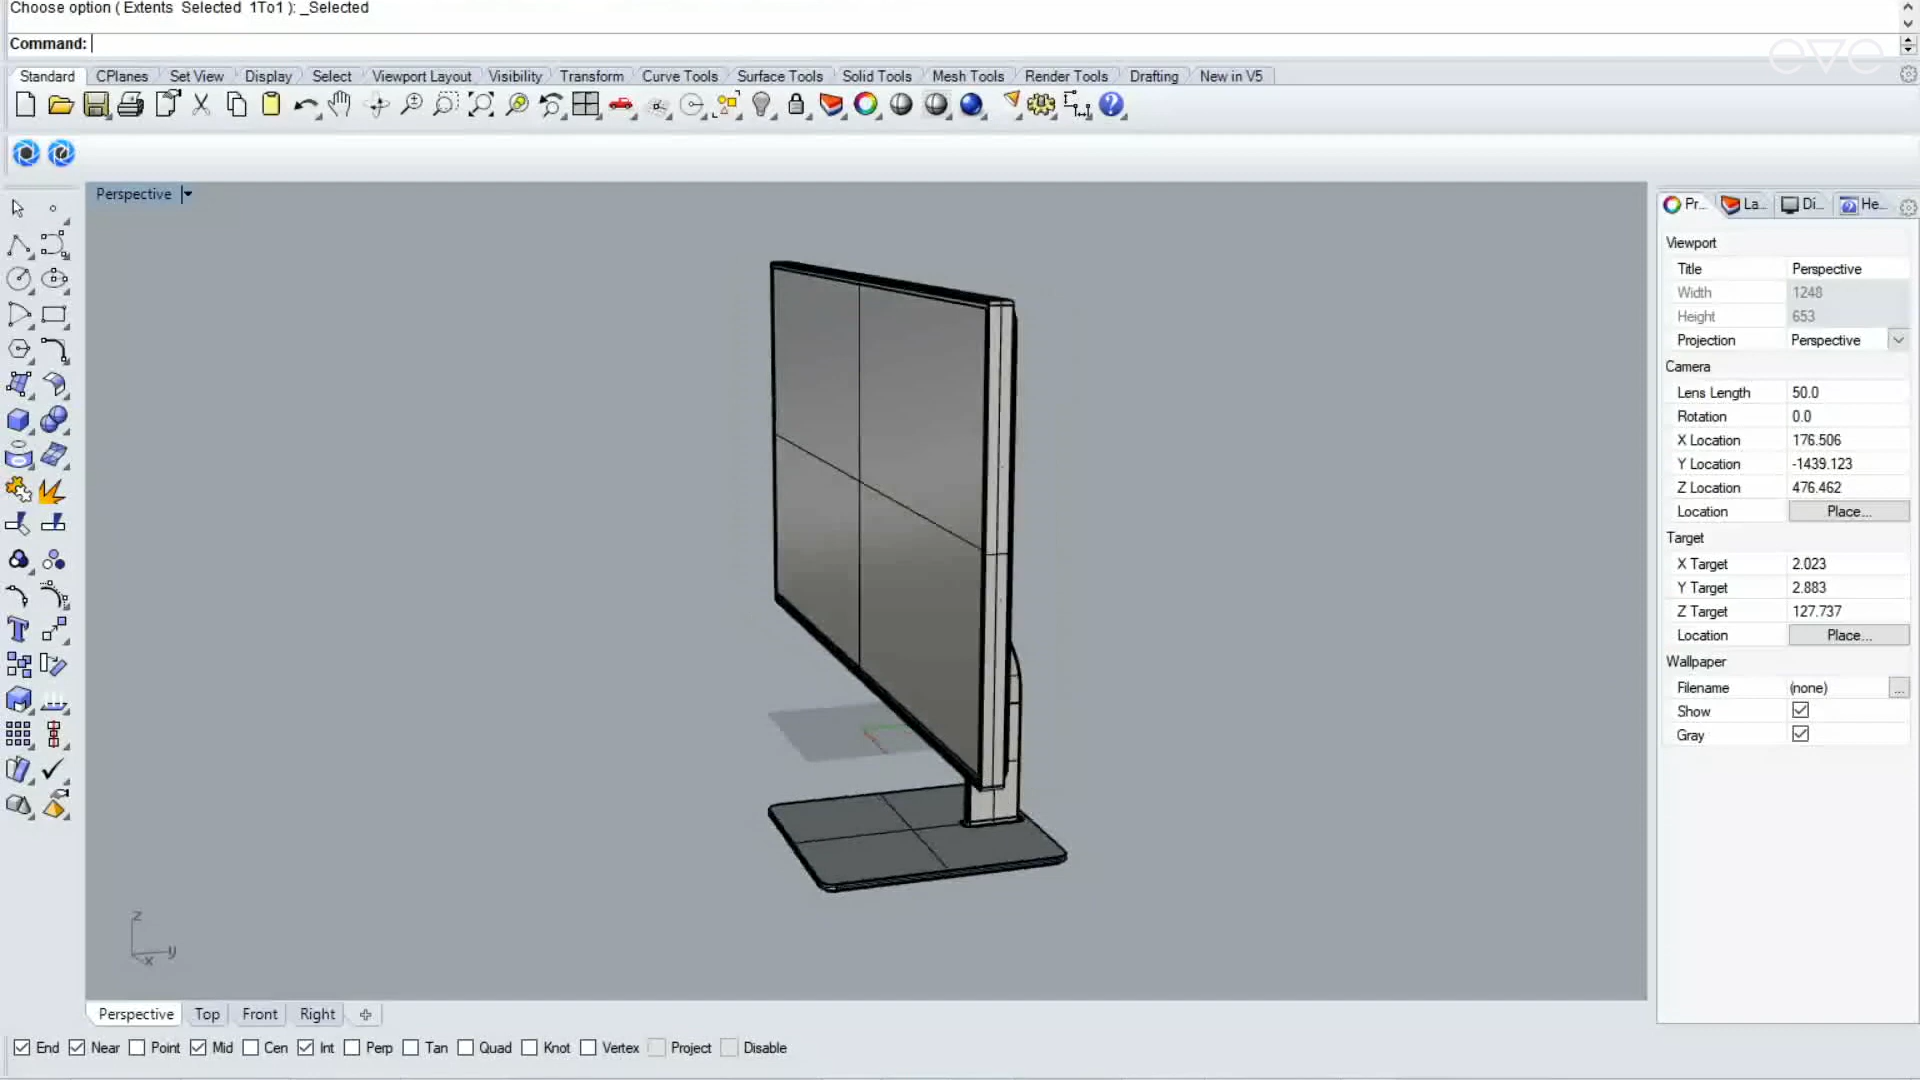 Choose option ( Extents  Selected  1To1 ): _Selected
Command:
eve
Standard CPlanes Set View Display Select Viewport Layout Visibility Transform Curve Tools Surface Tools Solid Tools Mesh Tools Render Tools Drafting New in V5
Perspective
Pr... La... Di... He...
Viewport
Title Perspective
Width 1248
Height 653
Projection Perspective
Camera
Lens Length 50.0
Rotation 0.0
X Location 176.506
Y Location -1439.123
Z Location 476.462
Location Place...
Target
X Target 2.023
Y Target 2.883
Z Target 127.737
Location Place...
Wallpaper
Filename (none) ...
Show
Gray
z
y
x
Perspective Top Front Right
End Near Point Mid Cen Int Perp Tan Quad Knot Vertex Project Disable